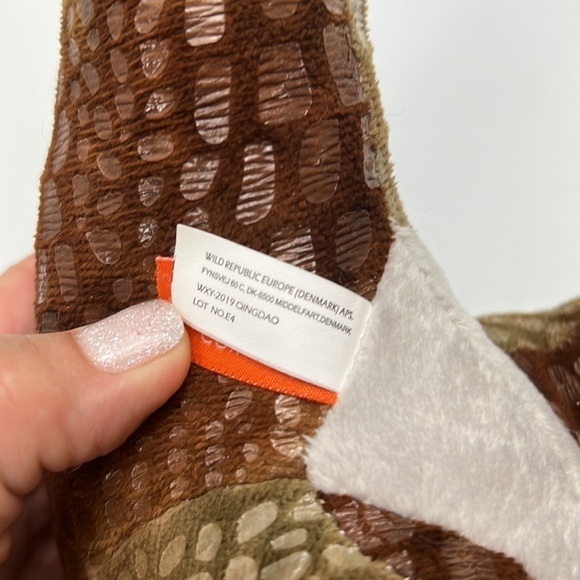 WILD REPUBLIC EUROPE (DENMARK) APS.
FYNSVEJ 60 C, DK-5500 MIDDELFART,DENMARK
WXY-2019 QINGDAO
LOT NO.E4